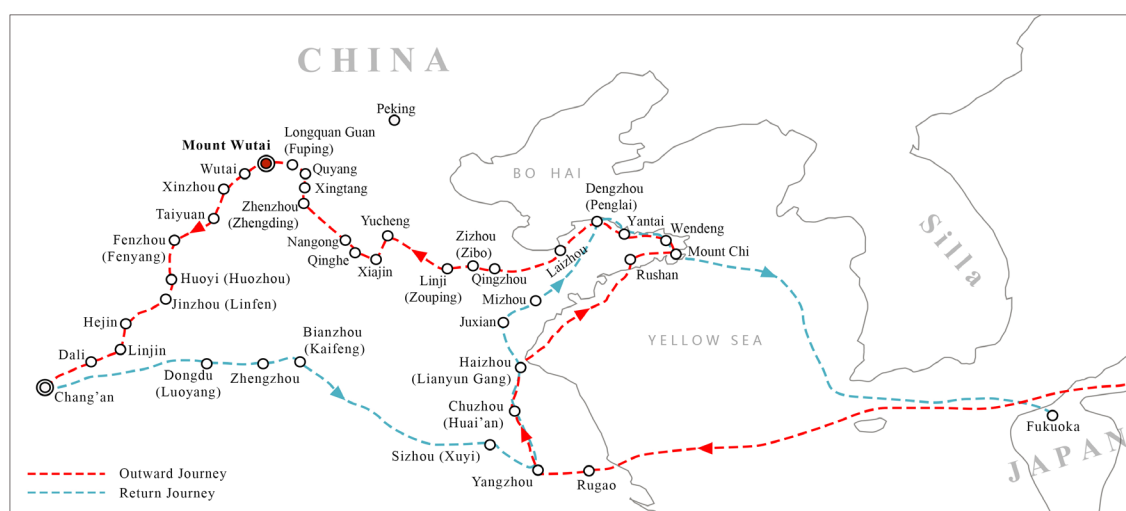 CHINA
Peking
Longquan Guan
(Fuping)
Mount Wutai
Wutai
Quyang
Xinzhou
Xingtang
Taiyuan
Zhenzhou
(Zhengding)
Yucheng
Fenzhou
(Fenyang)
Nangong
Qinghe
Xiajin
Zizhou
(Zibo)
Qingzhou
Linji
(Zouping)
BO HAI
Dengzhou
(Penglai)
Yantai
Wendeng
Laizhou
Mount Chi
Rushan
Silla
Huoyi (Huozhou)
Jinzhou (Linfen)
Mizhou
Juxian
Hejin
Bianzhou
(Kaifeng)
YELLOW SEA
Dali
Linjin
Dongdu
(Luoyang)
Zhengzhou
Haizhou
(Lianyun Gang)
Chang'an
Chuzhou
(Huai'an)
Fukuoka
Sizhou (Xuyi)
JAPAN
Yangzhou
Rugao
Outward Journey
Return Journey